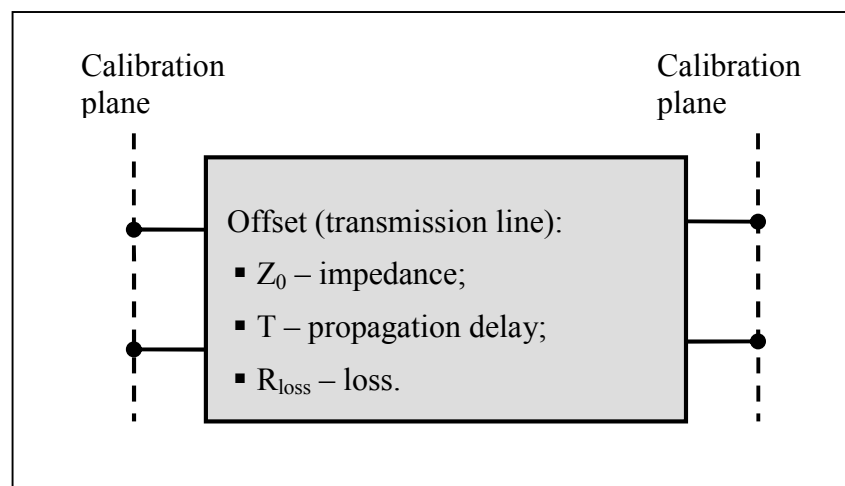 Calibration
plane
Calibration
plane
Offset (transmission line):
▪ Z₀ – impedance;
▪ T – propagation delay;
▪ Rₗₒₛₛ – loss.